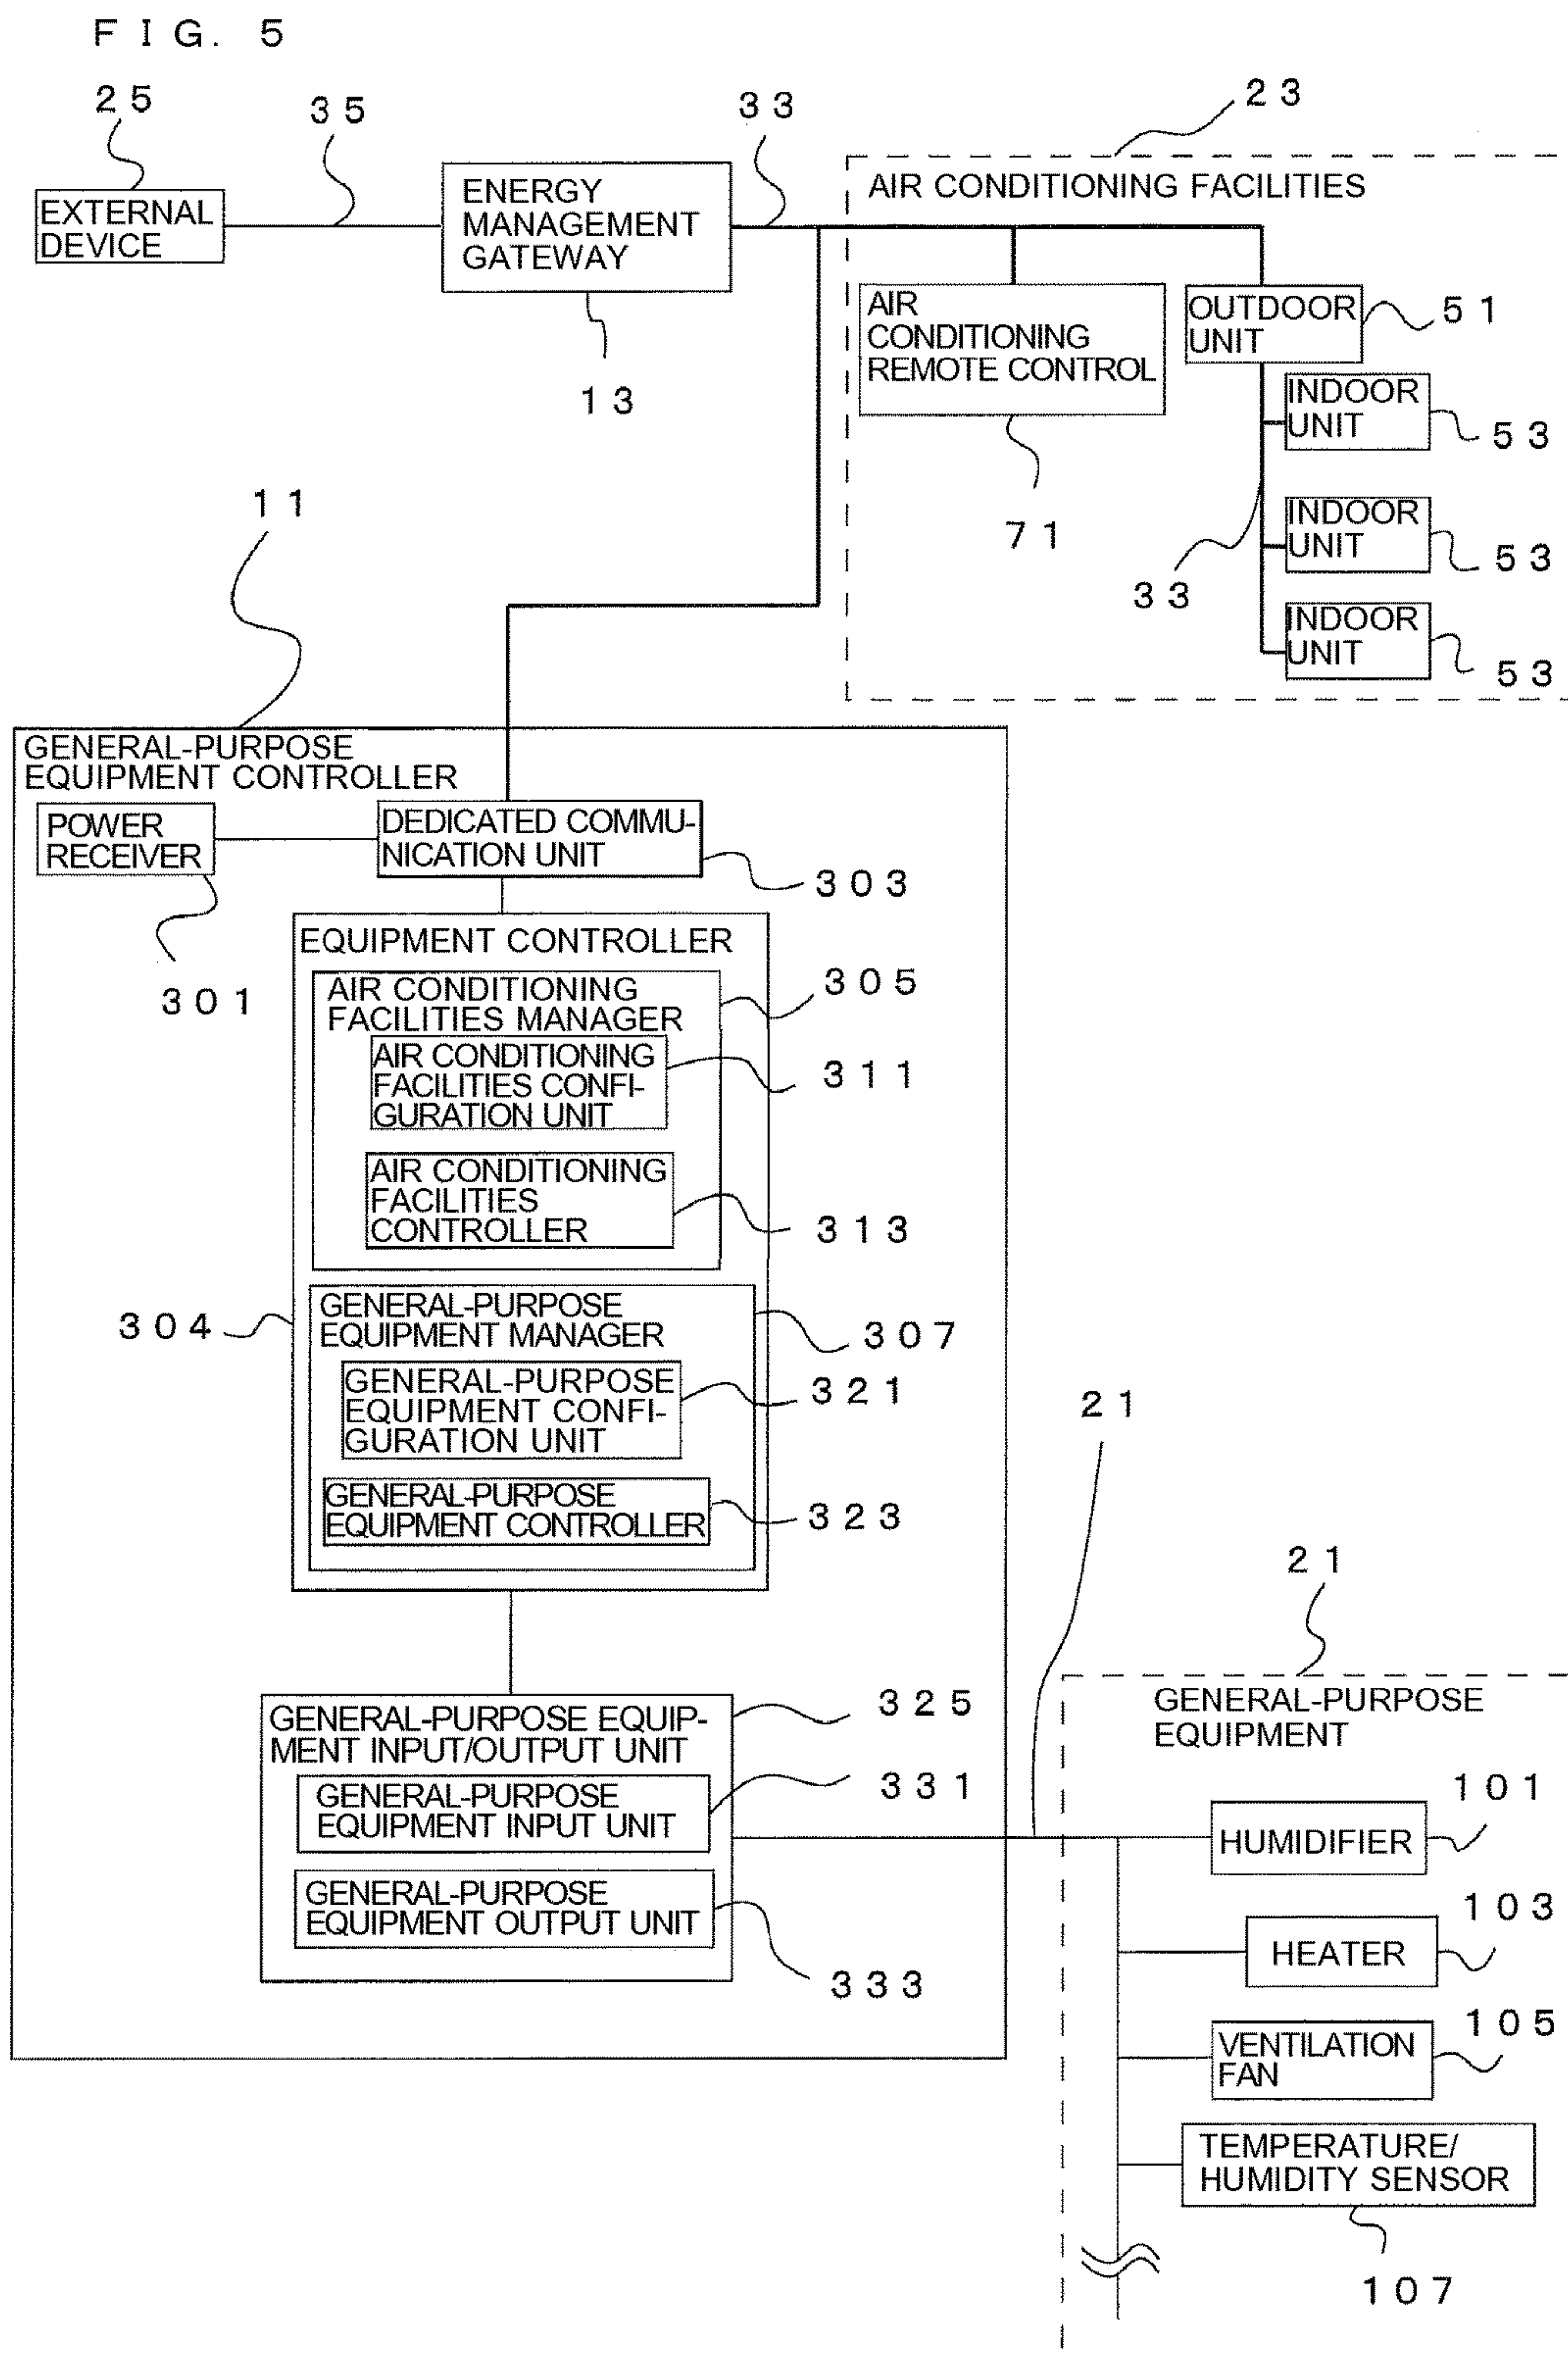 FIG. 5
25
35
33
23
EXTERNAL
DEVICE
ENERGY
MANAGEMENT
GATEWAY
13
AIR CONDITIONING FACILITIES
AIR
CONDITIONING
REMOTE CONTROL
71
OUTDOOR
UNIT
51
INDOOR
UNIT
53
INDOOR
UNIT
53
33
INDOOR
UNIT
53
11
GENERAL-PURPOSE
EQUIPMENT CONTROLLER
POWER
RECEIVER
301
DEDICATED COMMU-
NICATION UNIT
303
EQUIPMENT CONTROLLER
AIR CONDITIONING
FACILITIES MANAGER
305
AIR CONDITIONING
FACILITIES CONFI-
GURATION UNIT
311
AIR CONDITIONING
FACILITIES
CONTROLLER
313
304
GENERAL-PURPOSE
EQUIPMENT MANAGER
307
GENERAL-PURPOSE
EQUIPMENT CONFI-
GURATION UNIT
321
GENERAL-PURPOSE
EQUIPMENT CONTROLLER
323
21
GENERAL-PURPOSE EQUIP-
MENT INPUT/OUTPUT UNIT
325
GENERAL-PURPOSE
EQUIPMENT INPUT UNIT
331
GENERAL-PURPOSE
EQUIPMENT OUTPUT UNIT
333
21
GENERAL-PURPOSE
EQUIPMENT
HUMIDIFIER
101
HEATER
103
VENTILATION
FAN
105
TEMPERATURE/
HUMIDITY SENSOR
107